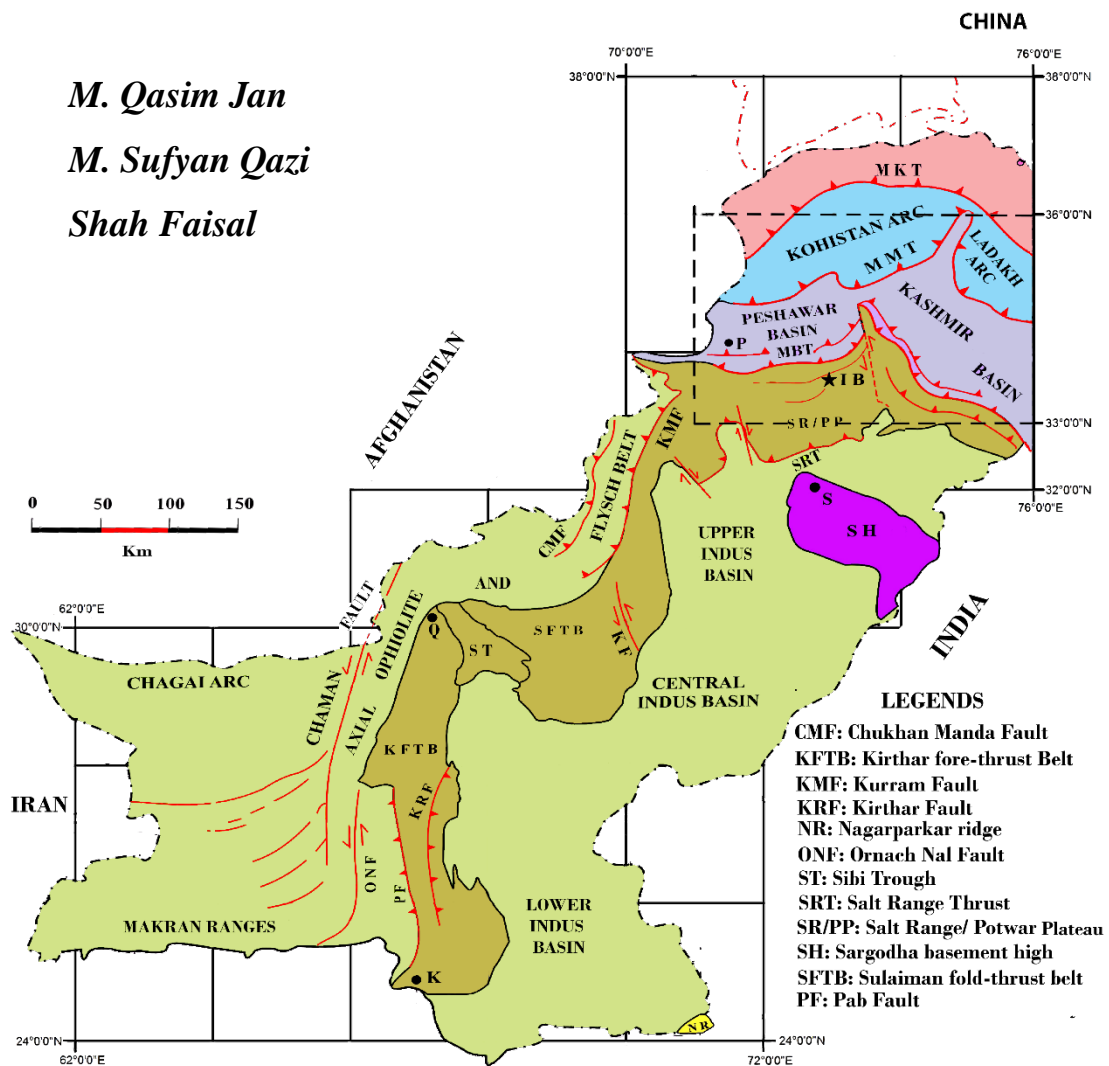 CHINA
70°0'0"E
76°0'0"E
38°0'0"N
38°0'0"N
M. Qasim Jan
M. Sufyan Qazi
Shah Faisal
M K T
36°0'0"N
KOHISTAN ARC
LADAKH
ARC
M M T
KASHMIR
BASIN
PESHAWAR
BASIN
P
MBT
I B
AFGHANISTAN
KMF
SR/PP
33°0'0"N
SRT
FLYSCH BELT
CMF
32°0'0"N
76°0'0"E
0 50 100 150
Km
S
S H
UPPER
INDUS
BASIN
AND
62°0'0"E
30°0'0"N
FAULT
Q
OPHIOLITE
S T
S F T B
K F
INDIA
CHAGAI ARC
CHAMAN
AXIAL
CENTRAL
INDUS BASIN
K F T B
IRAN
KRF
ONF
PF
MAKRAN RANGES
LOWER
INDUS
BASIN
K
N R
24°0'0"N
62°0'0"E
24°0'0"N
72°0'0"E
LEGENDS
CMF: Chukhan Manda Fault
KFTB: Kirthar fore-thrust Belt
KMF: Kurram Fault
KRF: Kirthar Fault
NR: Nagarparkar ridge
ONF: Ornach Nal Fault
ST: Sibi Trough
SRT: Salt Range Thrust
SR/PP: Salt Range/ Potwar Plateau
SH: Sargodha basement high
SFTB: Sulaiman fold-thrust belt
PF: Pab Fault